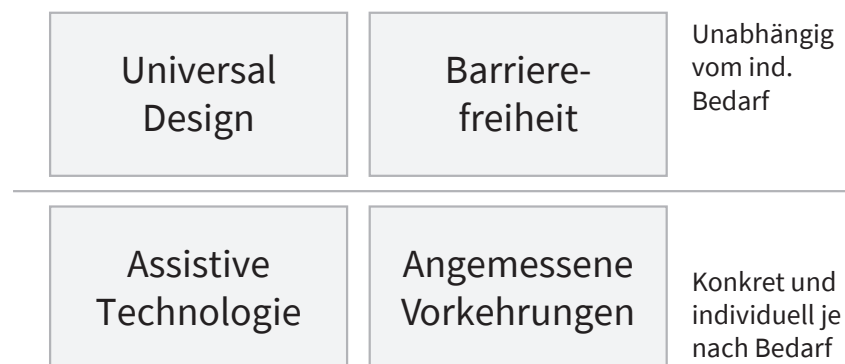 Universal
Design
Barriere-
freiheit
Unabhängig
vom ind.
Bedarf
Assistive
Technologie
Angemessene
Vorkehrungen
Konkret und
individuell je
nach Bedarf